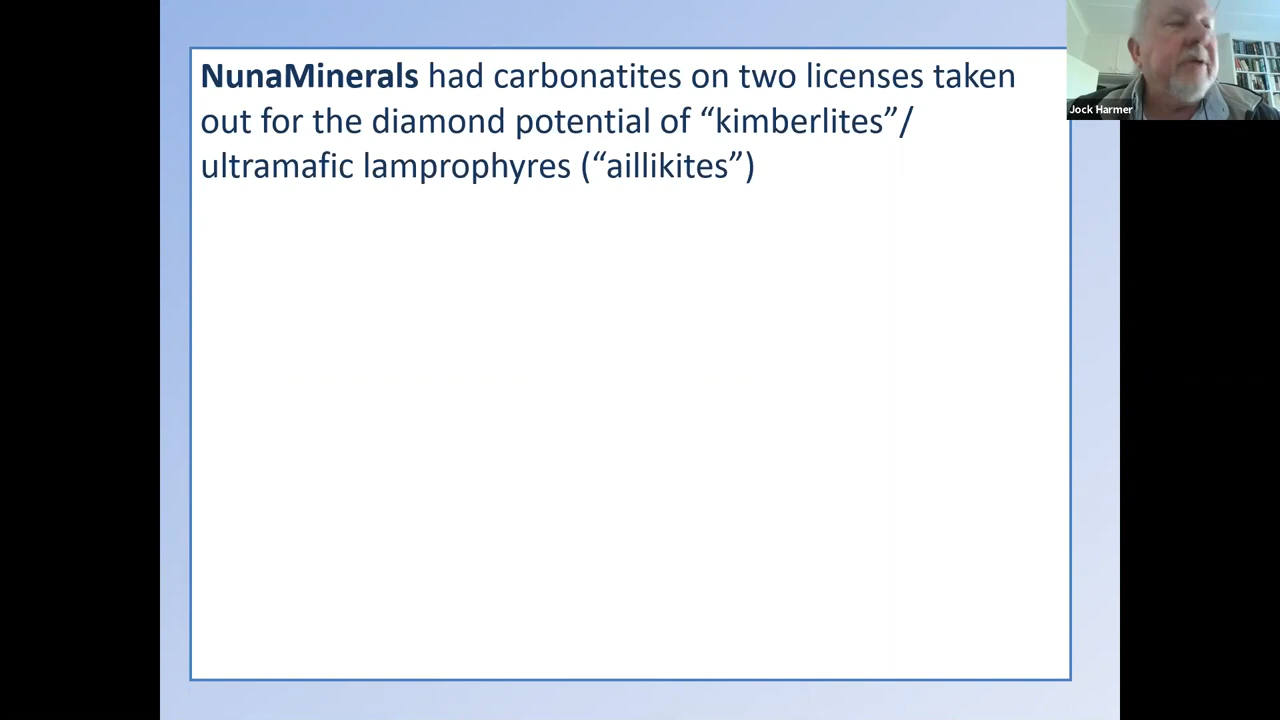 NunaMinerals had carbonatites on two licenses taken
out for the diamond potential of “kimberlites”/
ultramafic lamprophyres (“aillikites”)
Jock Harmer